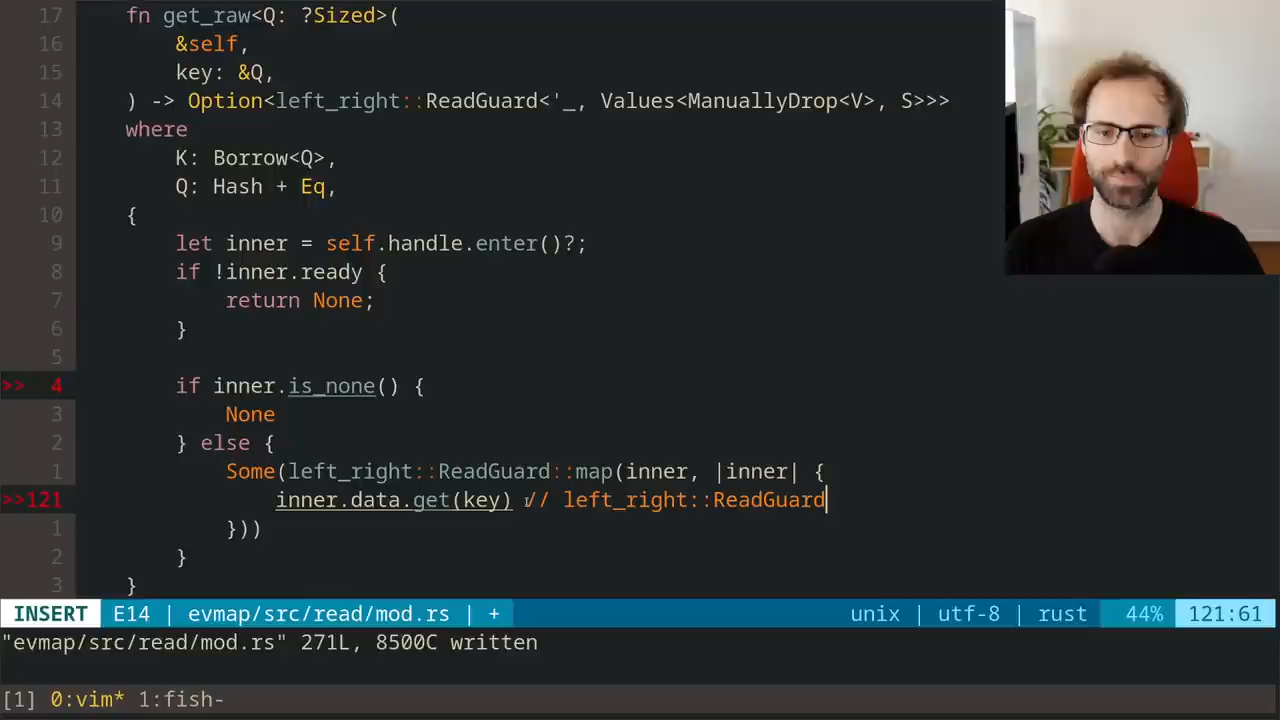 17 fn get_raw<Q: ?Sized>(
16 &self,
15 key: &Q,
14 ) -> Option<left_right::ReadGuard<'_, Values<ManuallyDrop<V>, S>>>
13 where
12 K: Borrow<Q>,
11 Q: Hash + Eq,
10 {
9 let inner = self.handle.enter()?;
8 if !inner.ready {
7 return None;
6 }
5
>> 4 if inner.is_none() {
3 None
2 } else {
1 Some(left_right::ReadGuard::map(inner, |inner| {
>>121 inner.data.get(key) // left_right::ReadGuard
1 }))
2 }
3 }
INSERT E14 | evmap/src/read/mod.rs | + unix | utf-8 | rust 44% 121:61
"evmap/src/read/mod.rs" 271L, 8500C written
[1] 0:vim* 1:fish-